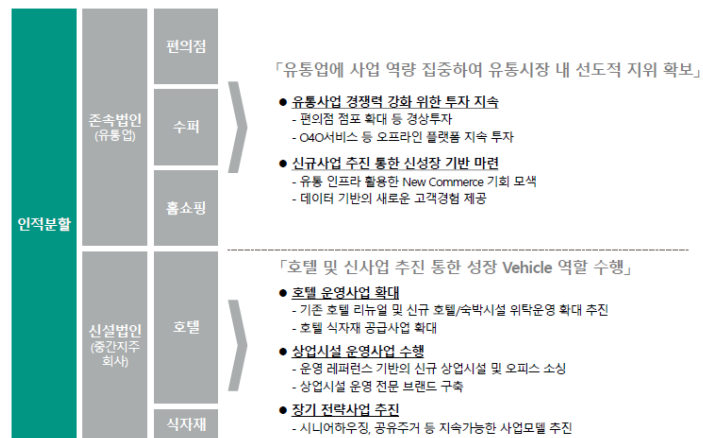 인적분할
존속법인
(유통업)
편의점
수퍼
홈쇼핑
「유통업에 사업 역량 집중하여 유통시장 내 선도적 지위 확보」
● 유통사업 경쟁력 강화 위한 투자 지속
- 편의점 점포 확대 등 경상투자
- O4O서비스 등 오프라인 플랫폼 지속 투자
● 신규사업 추진 통한 신성장 기반 마련
- 유통 인프라 활용한 New Commerce 기회 모색
- 데이터 기반의 새로운 고객경험 제공
신설법인
(중간지주
회사)
호텔
식자재
「호텔 및 신사업 추진 통한 성장 Vehicle 역할 수행」
● 호텔 운영사업 확대
- 기존 호텔 리뉴얼 및 신규 호텔/숙박시설 위탁운영 확대 추진
- 호텔 식자재 공급사업 확대
● 상업시설 운영사업 수행
- 운영 레퍼런스 기반의 신규 상업시설 및 오피스 소싱
- 상업시설 운영 전문 브랜드 구축
● 장기 전략사업 추진
- 시니어하우징, 공유주거 등 지속가능한 사업모델 추진